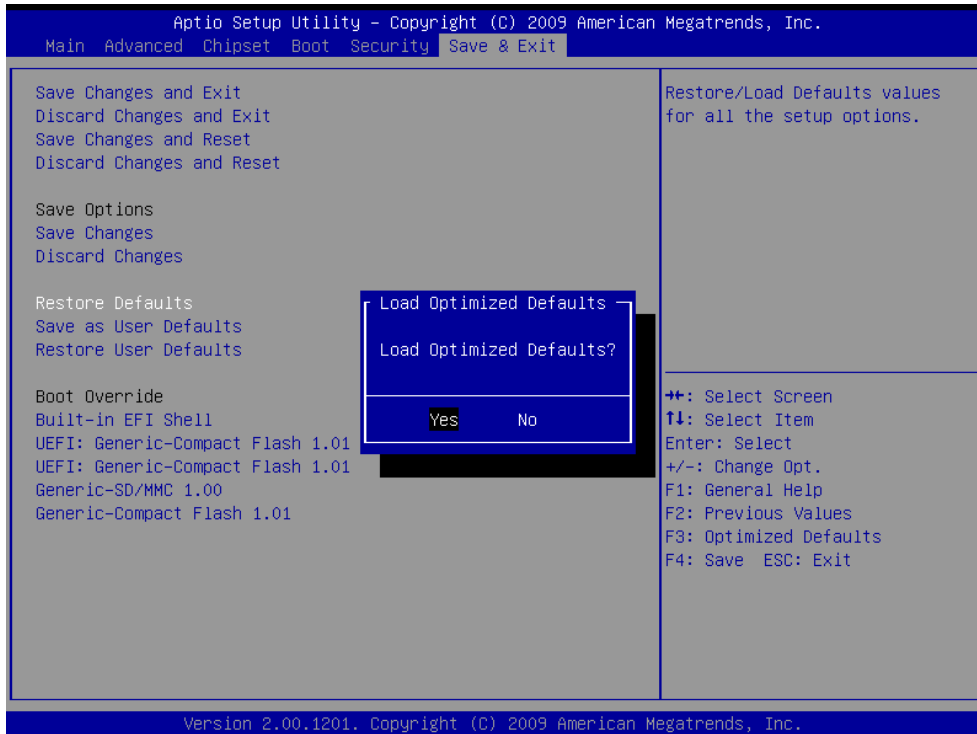 Aptio Setup Utility – Copyright (C) 2009 American Megatrends, Inc.
Main Advanced Chipset Boot Security Save & Exit
Save Changes and Exit
Discard Changes and Exit
Save Changes and Reset
Discard Changes and Reset
Save Options
Save Changes
Discard Changes
Restore Defaults
Save as User Defaults
Restore User Defaults
Boot Override
Built-in EFI Shell
UEFI: Generic-Compact Flash 1.01
UEFI: Generic-Compact Flash 1.01
Generic-SD/MMC 1.00
Generic-Compact Flash 1.01
Load Optimized Defaults
Load Optimized Defaults?
Yes No
Restore/Load Defaults values
for all the setup options.
→←: Select Screen
↑↓: Select Item
Enter: Select
+/-: Change Opt.
F1: General Help
F2: Previous Values
F3: Optimized Defaults
F4: Save ESC: Exit
Version 2.00.1201. Copyright (C) 2009 American Megatrends, Inc.